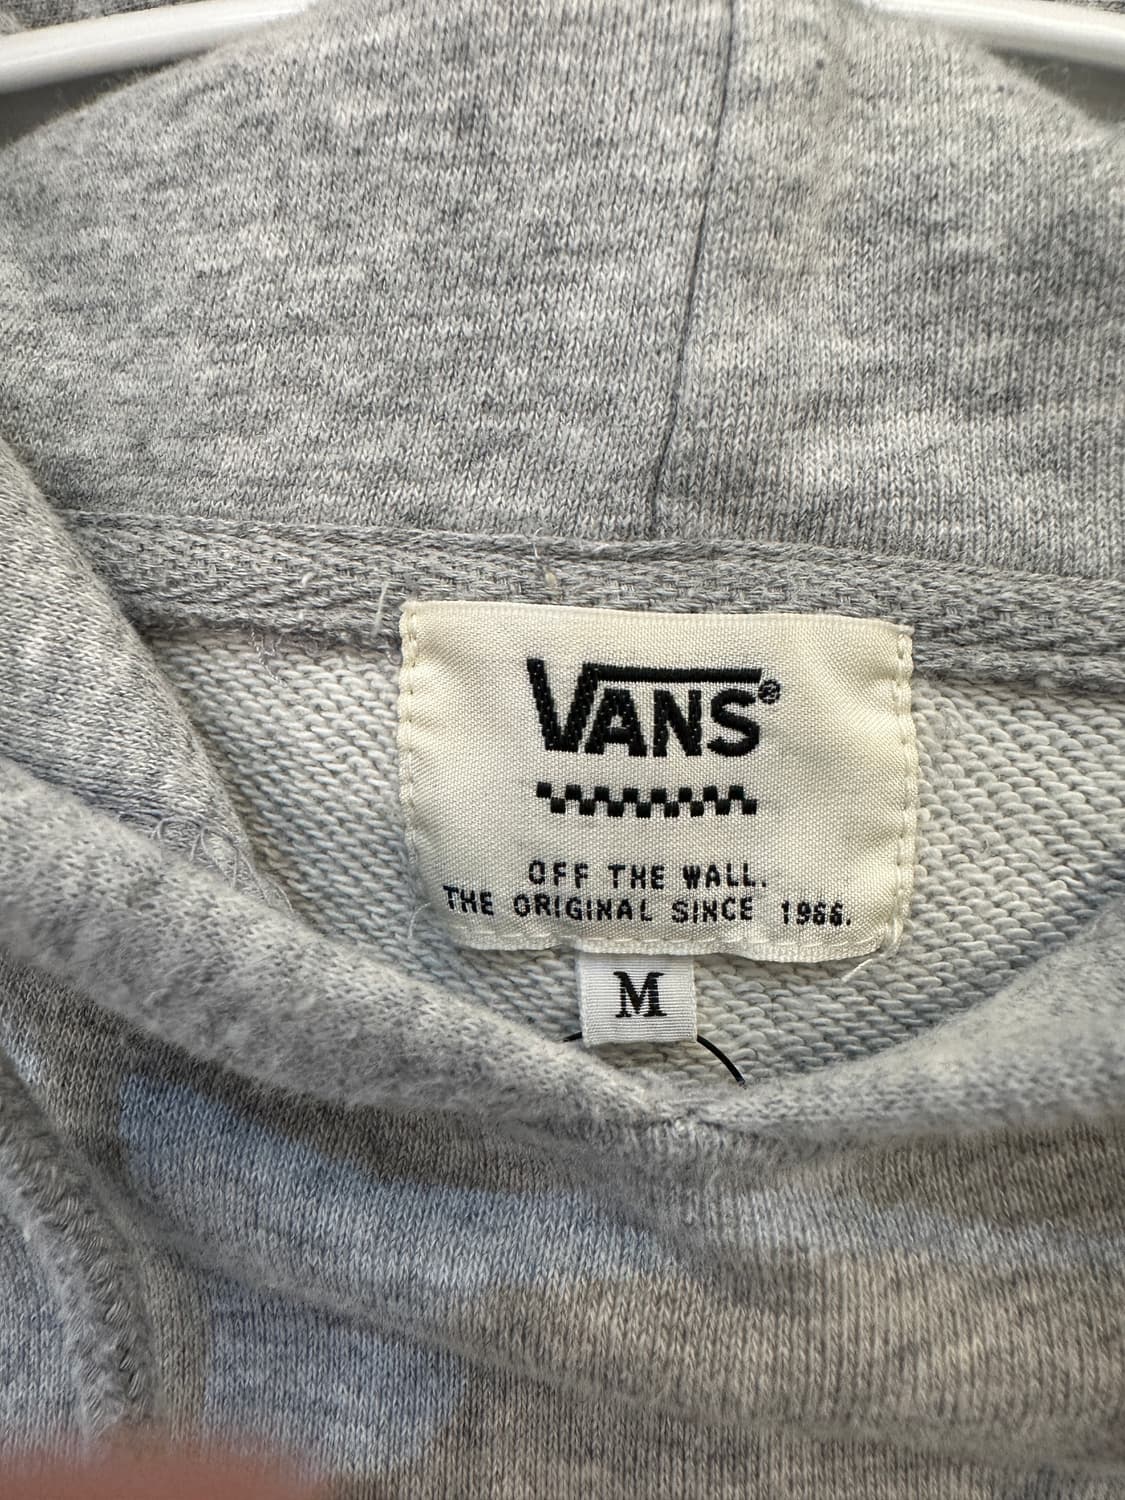 VANS®
OFF THE WALL.
THE ORIGINAL SINCE 1966.
M